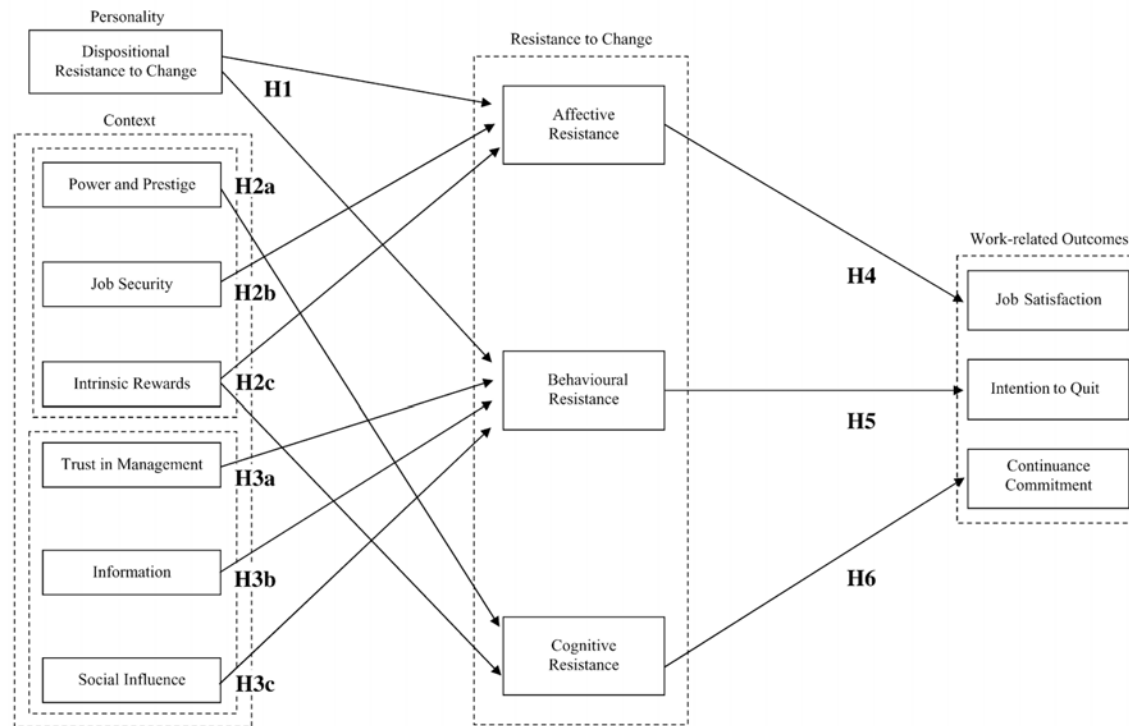 Personality
Dispositional
Resistance to Change
H1
Context
Power and Prestige
H2a
Job Security
H2b
Intrinsic Rewards
H2c
Trust in Management
H3a
Information
H3b
Social Influence
H3c
Resistance to Change
Affective
Resistance
Behavioural
Resistance
Cognitive
Resistance
H4
H5
H6
Work-related Outcomes
Job Satisfaction
Intention to Quit
Continuance
Commitment